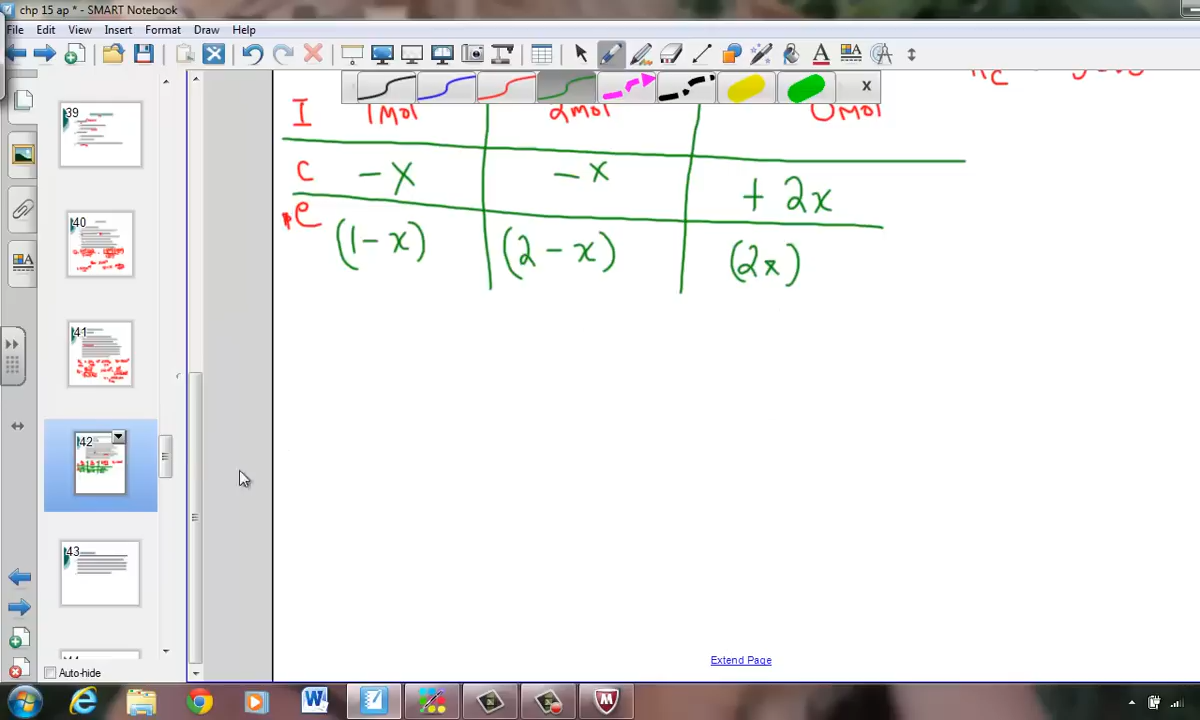 chp 15 ap * - SMART Notebook
File Edit View Insert Format Draw Help
x
I 1mol 2mol 0mol
C -x -x + 2x
e (1-x) (2-x) (2x)
39
40
41
42
43
Auto-hide
Extend Page